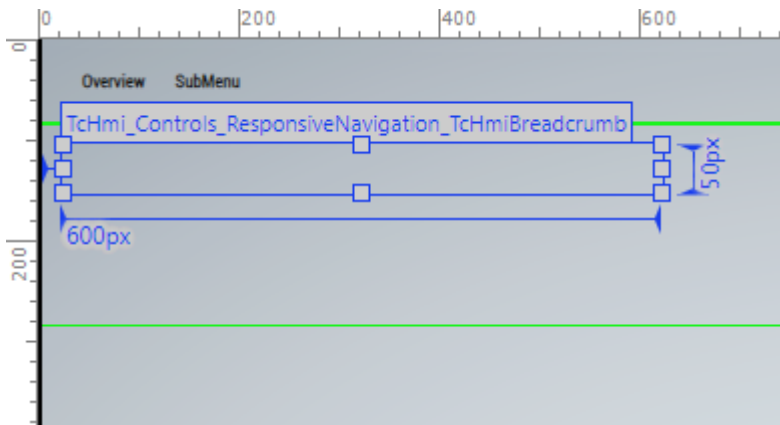 0 200 400 600
0
Overview SubMenu
TcHmi_Controls_ResponsiveNavigation_TcHmiBreadcrumb
50px
600px
200